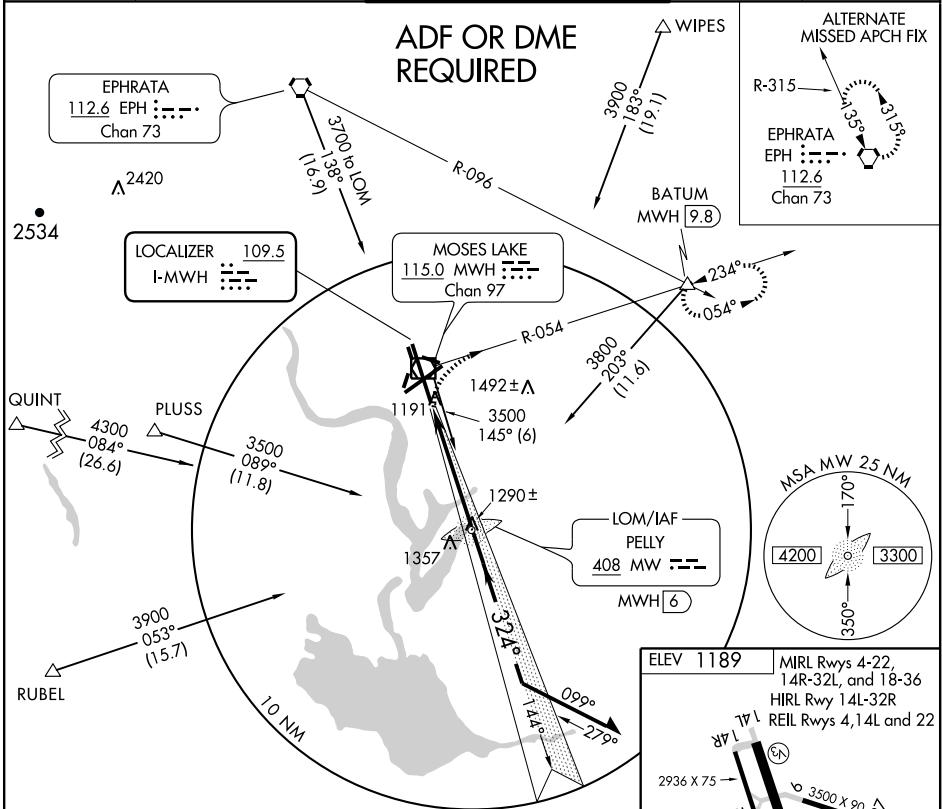 ADF OR DME
REQUIRED
WIPES
ALTERNATE
MISSED APCH FIX
R-315
135°
315°
EPHRATA
EPH
112.6
Chan 73
EPHRATA
112.6 EPH
Chan 73
3700 to LOM
138°
(16.9)
3900
183°
(19.1)
R-096
2420
2534
BATUM
MWH 9.8
LOCALIZER 109.5
I-MWH
MOSES LAKE
115.0 MWH
Chan 97
234°
054°
R-054
3800
203°
(11.6)
1492±
1191
3500
145° (6)
QUINT
4300
084°
(26.6)
PLUSS
3500
089°
(11.8)
1290±
1357
LOM/IAF
PELLY
408 MW
MWH 6
MSA MW 25 NM
170°
4200
3300
350°
324°
3900
053°
(15.7)
RUBEL
10 NM
099°
279°
144°
ELEV 1189
MIRL Rwys 4-22,
14R-32L, and 18-36
HIRL Rwy 14L-32R
REIL Rwys 4,14L and 22
14L
14R
V3
2936 X 75
9
3500 X 90